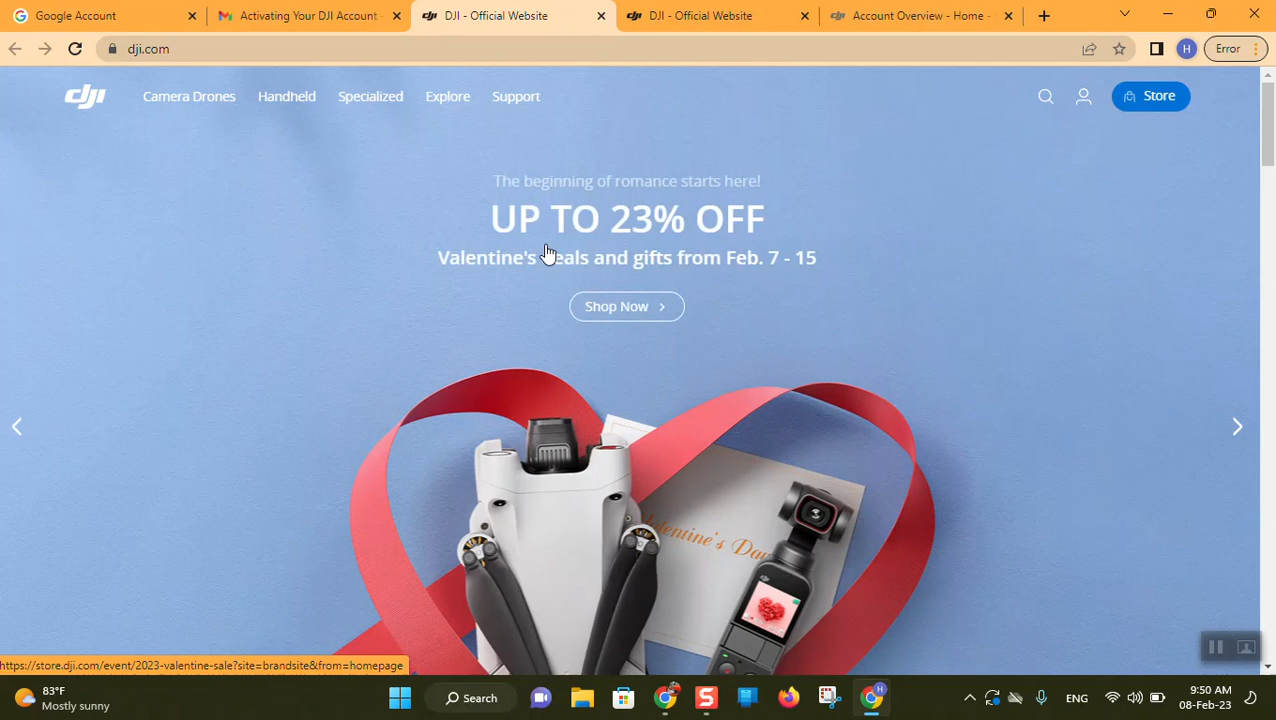 Google Account
Activating Your DJI Account -
DJI - Official Website
DJI - Official Website
Account Overview - Home -
dji.com
H
Error
dji
Camera Drones
Handheld
Specialized
Explore
Support
Store
The beginning of romance starts here!
UP TO 23% OFF
Valentine's eals and gifts from Feb. 7 - 15
Shop Now >
Valentine's Da
https://store.dji.com/event/2023-valentine-sale?site=brandsite&from=homepage
83°F
Mostly sunny
Search
ENG
9:50 AM
08-Feb-23